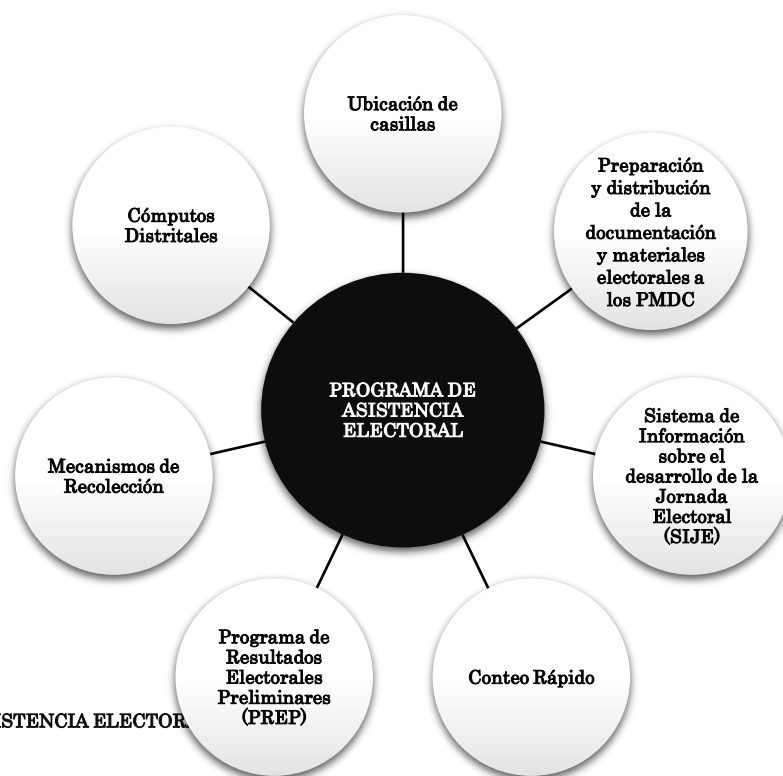 Ubicación de
casillas
Preparación
y distribución
de la
documentación
y materiales
electorales a
los PMDC
Sistema de
Información
sobre el
desarrollo de la
Jornada
Electoral
(SIJE)
Conteo Rápido
Programa de
Resultados
Electorales
Preliminares
(PREP)
Mecanismos de
Recolección
Cómputos
Distritales
PROGRAMA DE
ASISTENCIA
ELECTORAL
ISTENCIA ELECTOR